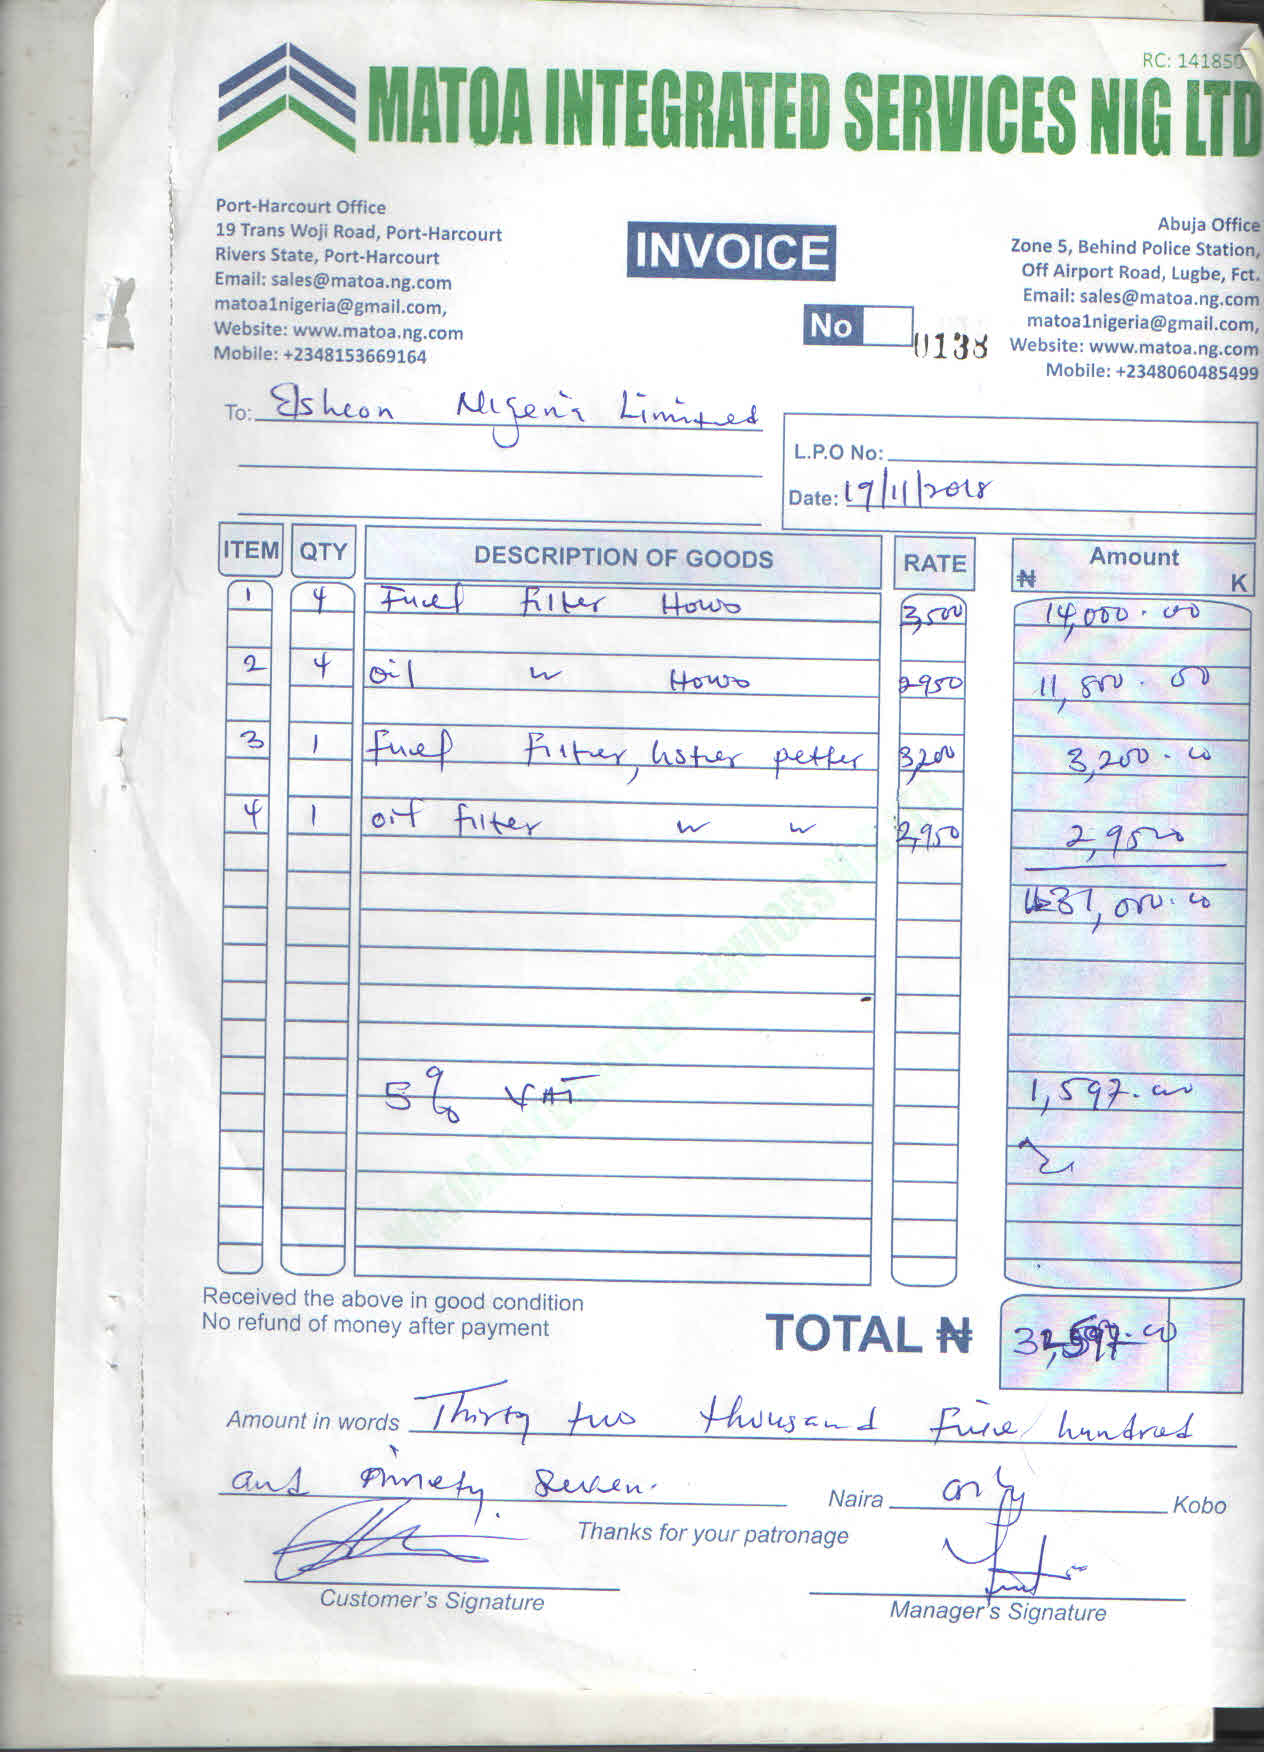 RC: 141850
MATOA INTEGRATED SERVICES NIG LTD
Port-Harcourt Office
19 Trans Woji Road, Port-Harcourt
Rivers State, Port-Harcourt
Email: sales@matoa.ng.com
matoa1nigeria@gmail.com,
Website: www.matoa.ng.com
Mobile: +2348153669164
INVOICE
No 0138
Abuja Office
Zone 5, Behind Police Station,
Off Airport Road, Lugbe, Fct.
Email: sales@matoa.ng.com
matoa1nigeria@gmail.com,
Website: www.matoa.ng.com
Mobile: +2348060485499
To: Nigeria Limited
L.P.O No:
Date: 19/11/2018
ITEM QTY DESCRIPTION OF GOODS RATE Amount
₦ K
1 4 Fuel filter Howo 3,500 14,000.00
2 4 oil " Howo 2950 11,800.00
3 1 fuel filter, lister petter 3,200 3,200.00
4 1 oil filter " " 2,950 2,950
31,000.00
5% VAT 1,597.00
Received the above in good condition
No refund of money after payment
TOTAL ₦ 32,597.00
Amount in words Thirty two thousand five hundred
and ninety seven. Naira only Kobo
Thanks for your patronage
Customer's Signature
Manager's Signature
MATOA INTEGRATED SERVICES NIG LTD